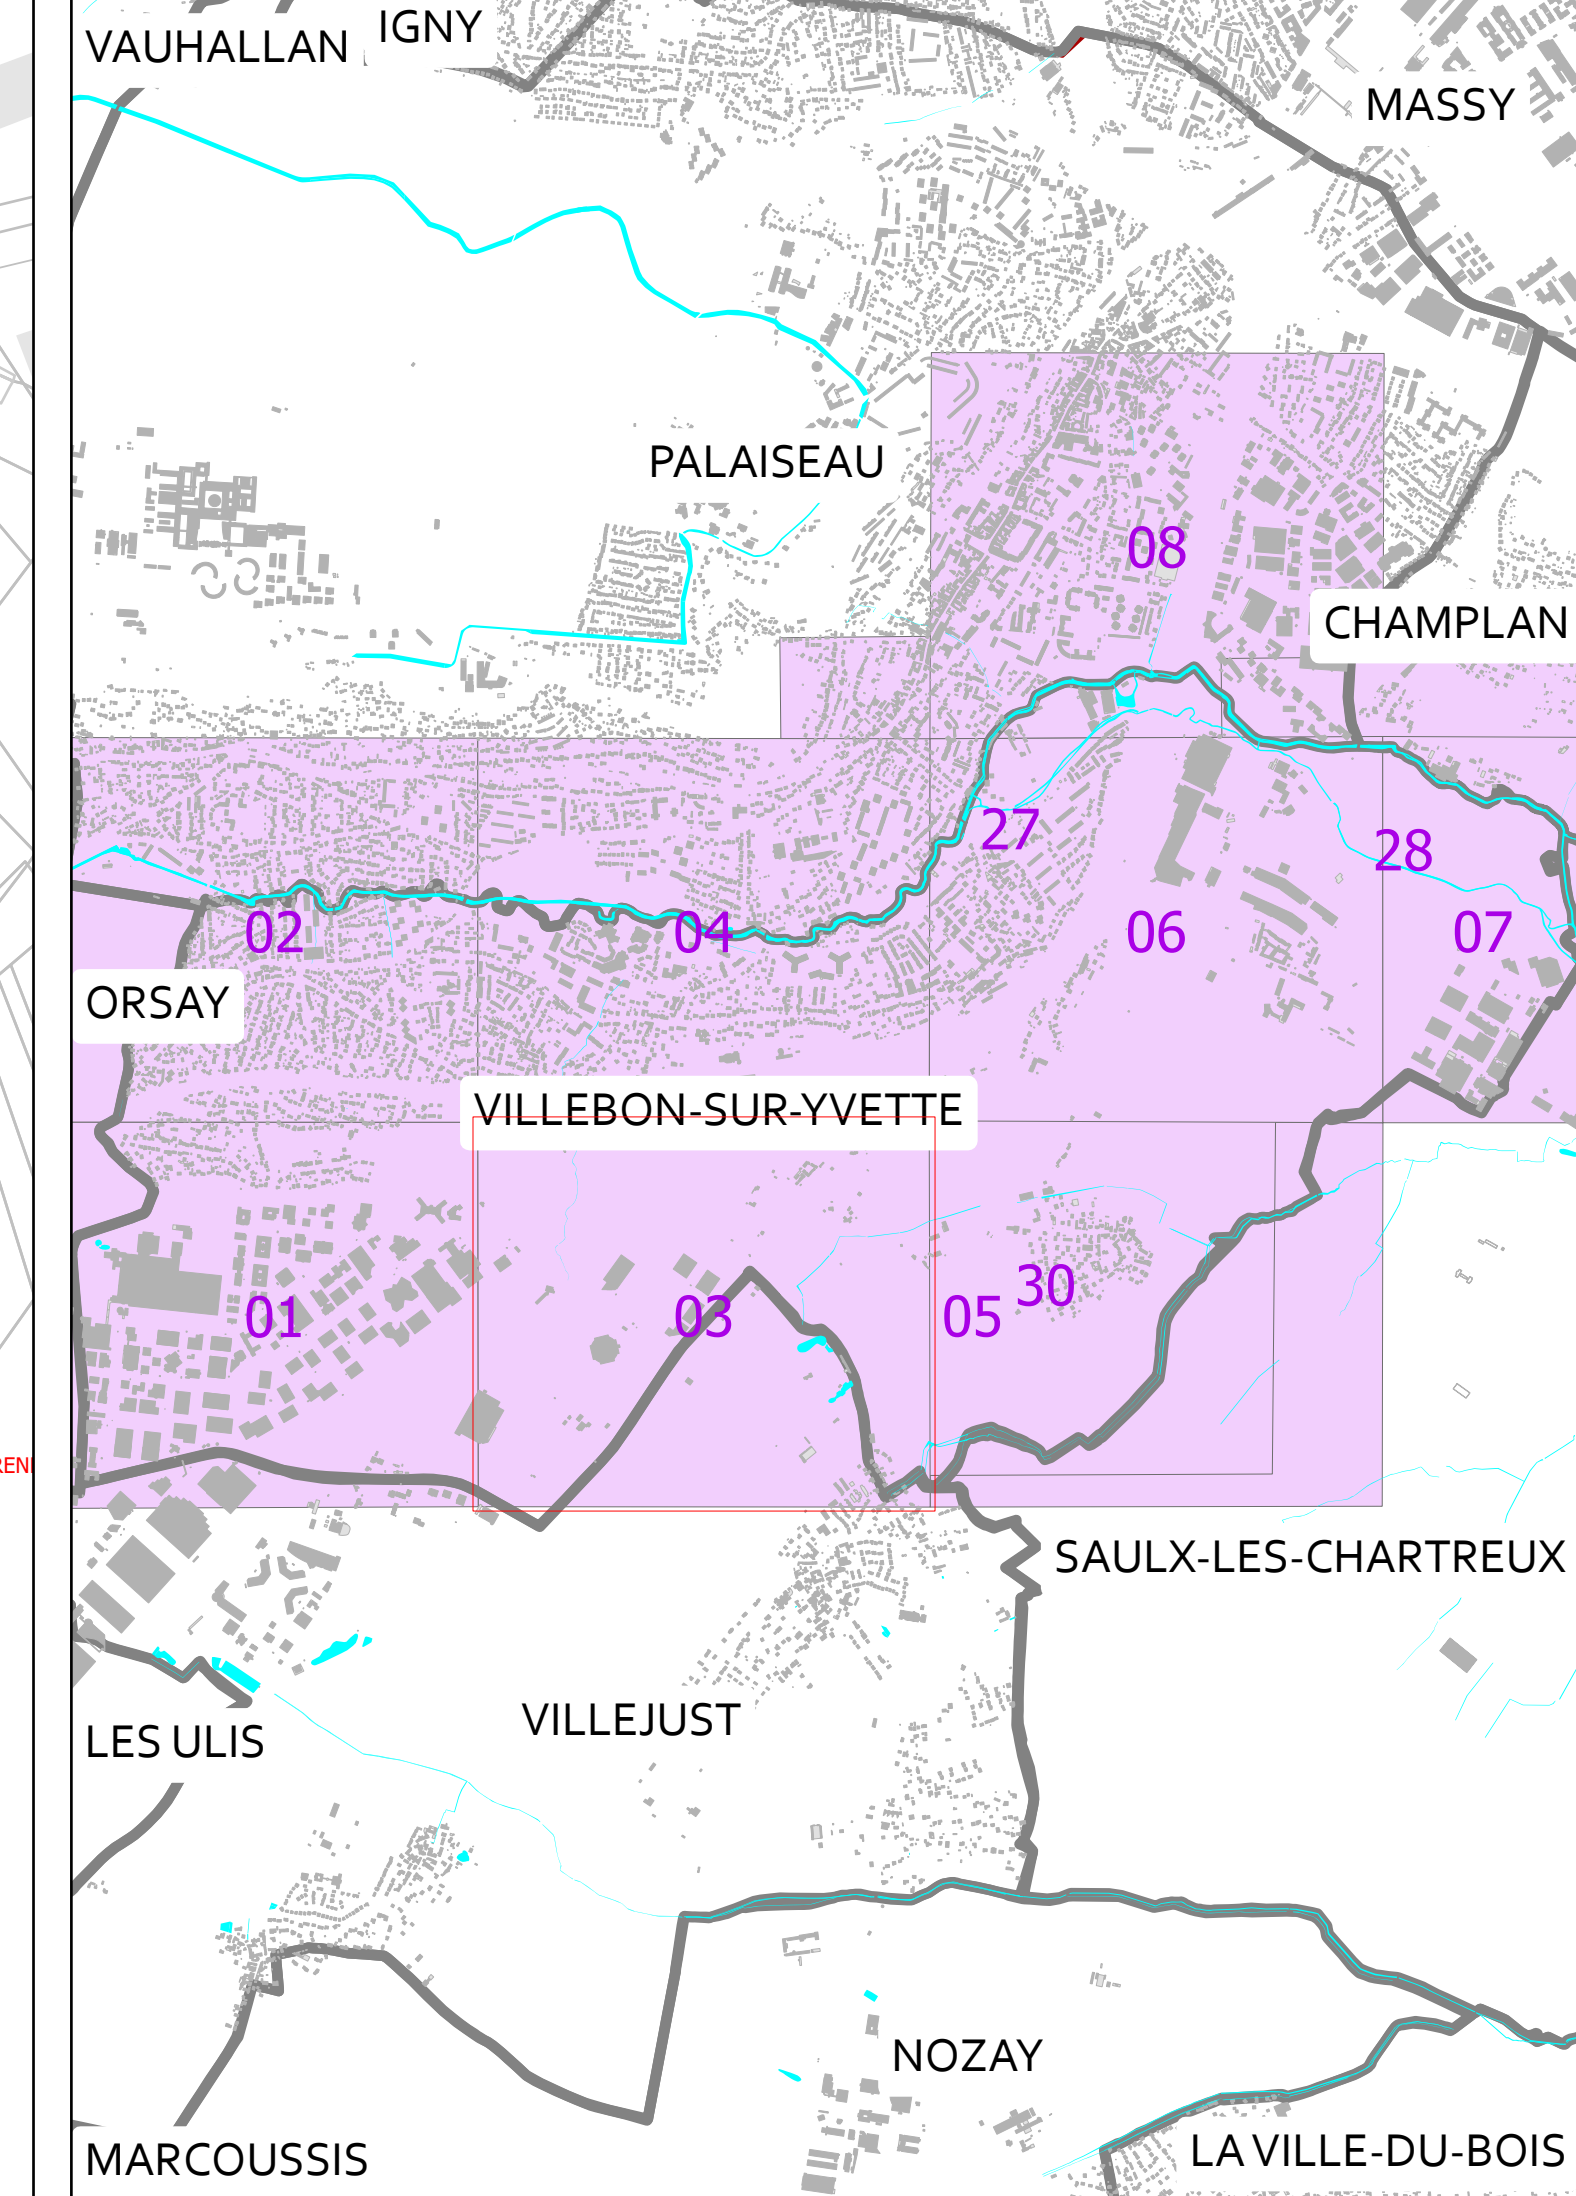 IGNY
VAUHALLAN
MASSY
PALAISEAU
08
CHAMPLAN
27
28
02
04
06
07
ORSAY
VILLEBON-SUR-YVETTE
30
01
03
05
SAULX-LES-CHARTREUX
VILLEJUST
LES ULIS
NOZAY
LA VILLE-DU-BOIS
MARCOUSSIS